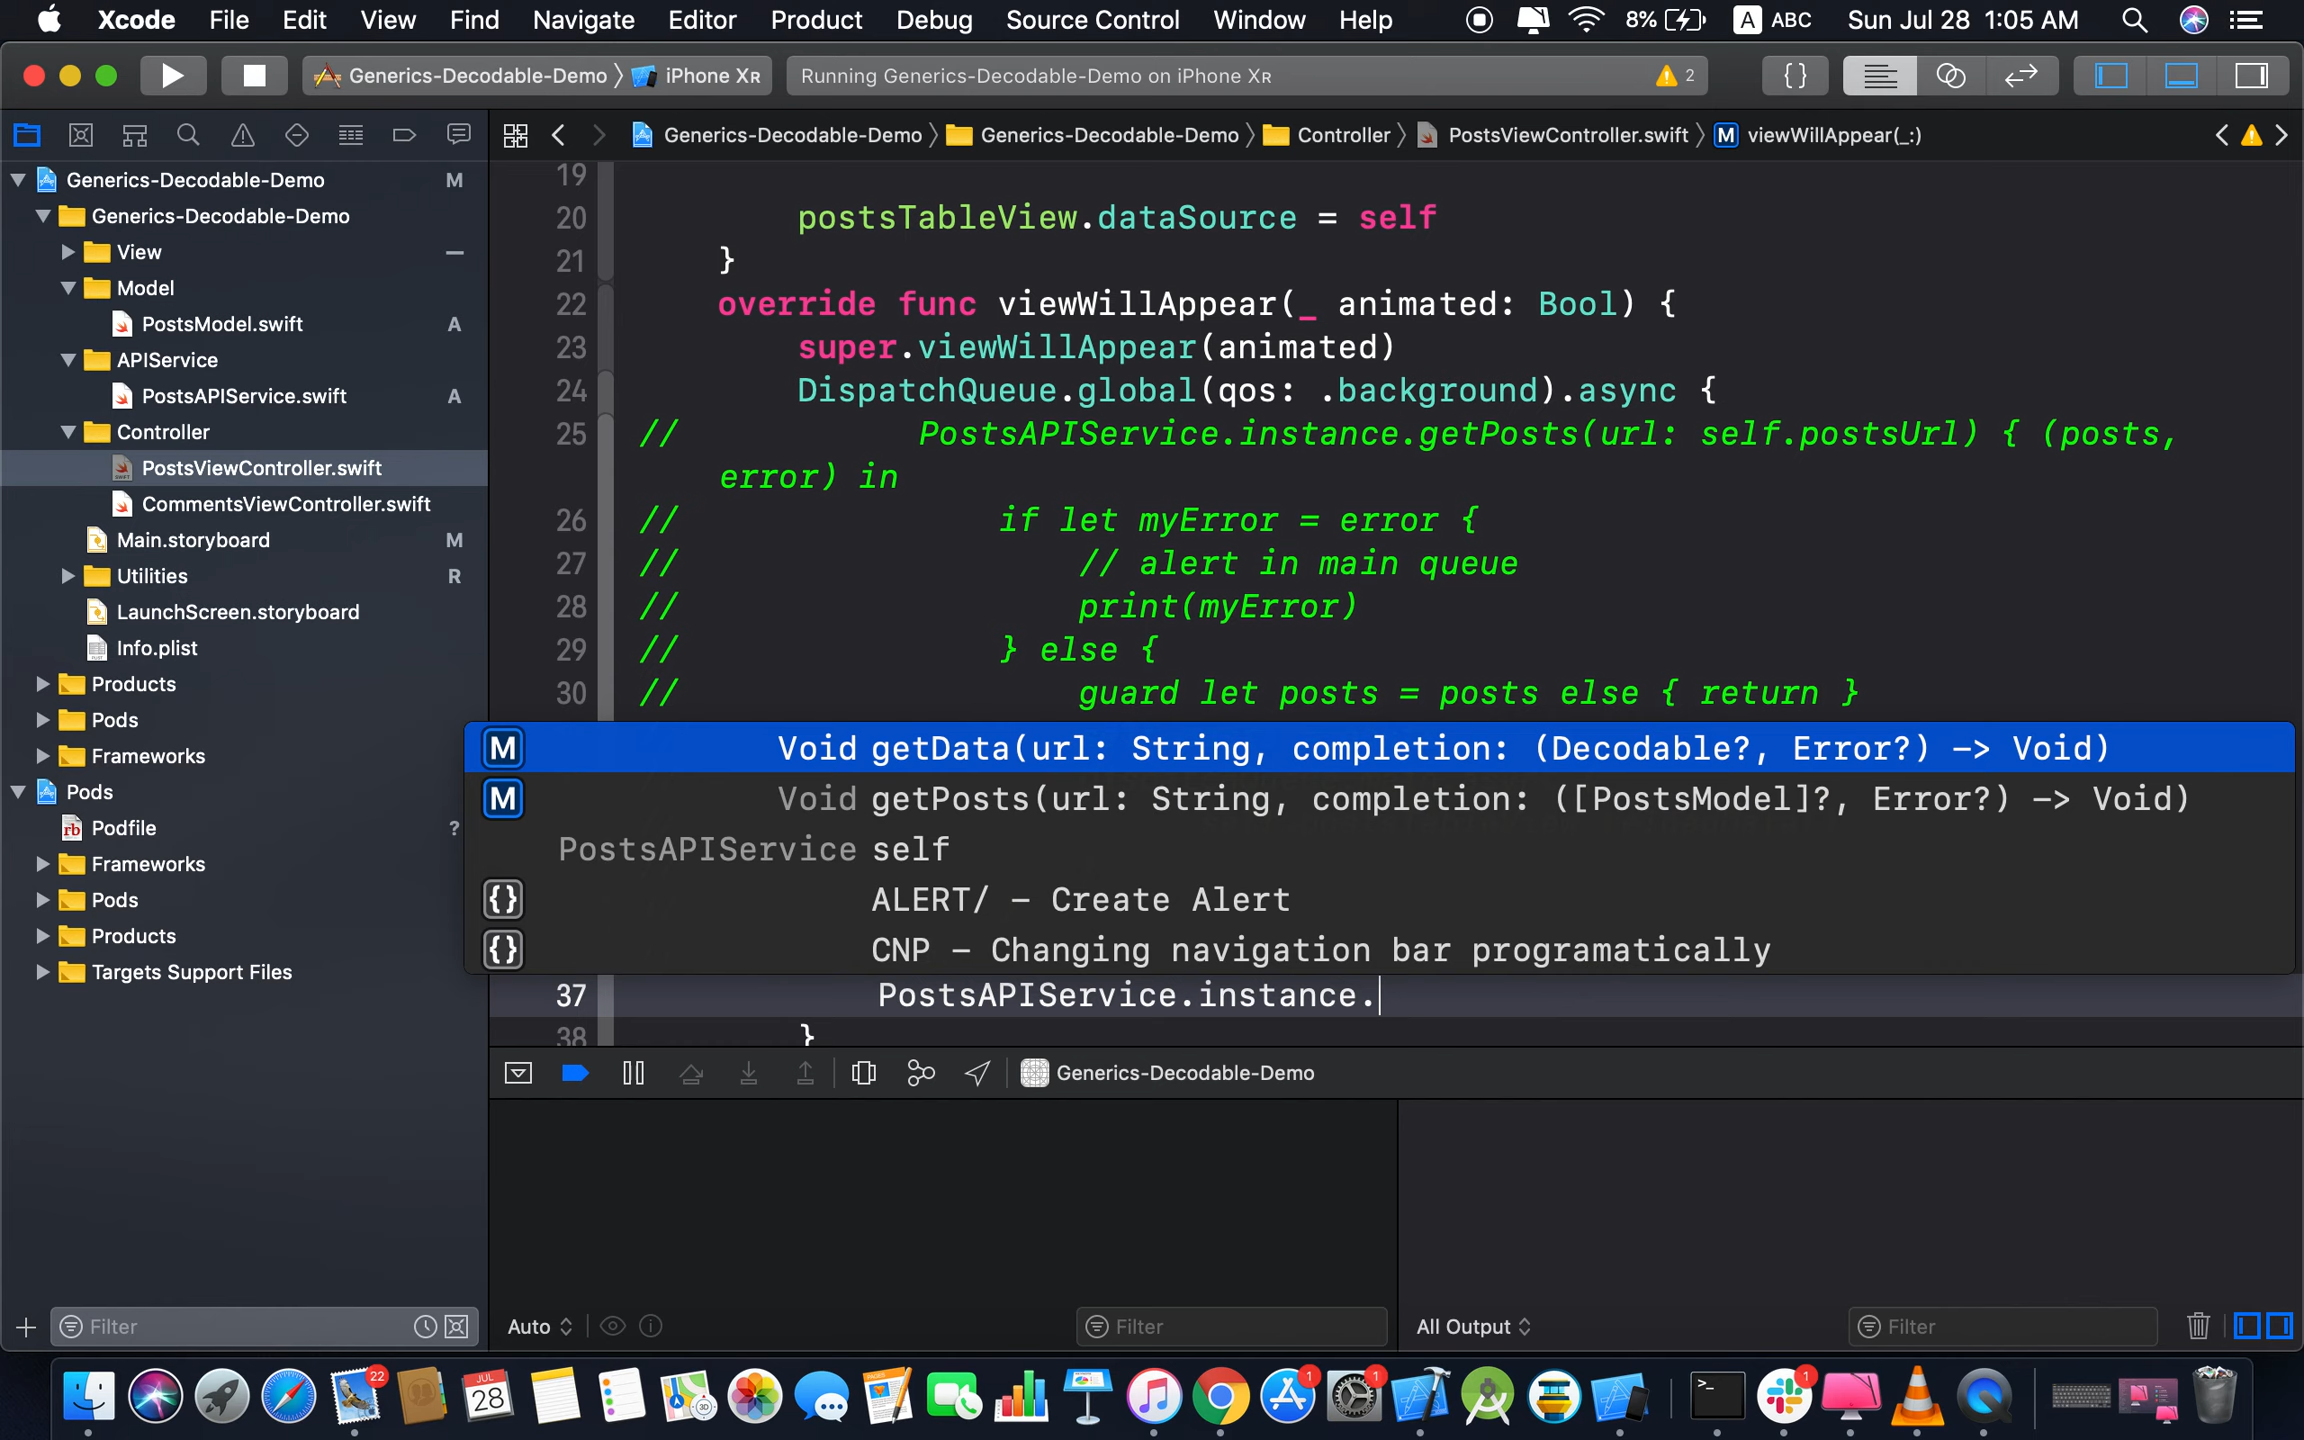 Xcode File Edit View Find Navigate Editor Product Debug Source Control Window Help 8% A ABC Sun Jul 28 1:05 AM
Generics-Decodable-Demo 〉 iPhone XR Running Generics-Decodable-Demo on iPhone XR 2 {}
Generics-Decodable-Demo 〉 Generics-Decodable-Demo 〉 Controller 〉 PostsViewController.swift 〉 M viewWillAppear(_:)
Generics-Decodable-Demo M
Generics-Decodable-Demo
View
Model
PostsModel.swift A
APIService
PostsAPIService.swift A
Controller
PostsViewController.swift
CommentsViewController.swift
Main.storyboard M
Utilities R
LaunchScreen.storyboard
Info.plist
Products
Pods
Frameworks
Pods
rb Podfile ?
Frameworks
Pods
Products
Targets Support Files
19
20 postsTableView.dataSource = self
21 }
22 override func viewWillAppear(_ animated: Bool) {
23 super.viewWillAppear(animated)
24 DispatchQueue.global(qos: .background).async {
25 // PostsAPIService.instance.getPosts(url: self.postsUrl) { (posts,
error) in
26 // if let myError = error {
27 // // alert in main queue
28 // print(myError)
29 // } else {
30 // guard let posts = posts else { return }
M Void getData(url: String, completion: (Decodable?, Error?) -> Void)
M Void getPosts(url: String, completion: ([PostsModel]?, Error?) -> Void)
PostsAPIService self
{} ALERT/ - Create Alert
{} CNP - Changing navigation bar programatically
37 PostsAPIService.instance.
38 }
Generics-Decodable-Demo
Filter Auto Filter All Output Filter
22 JUL 28 3D 1 1 >_ 1